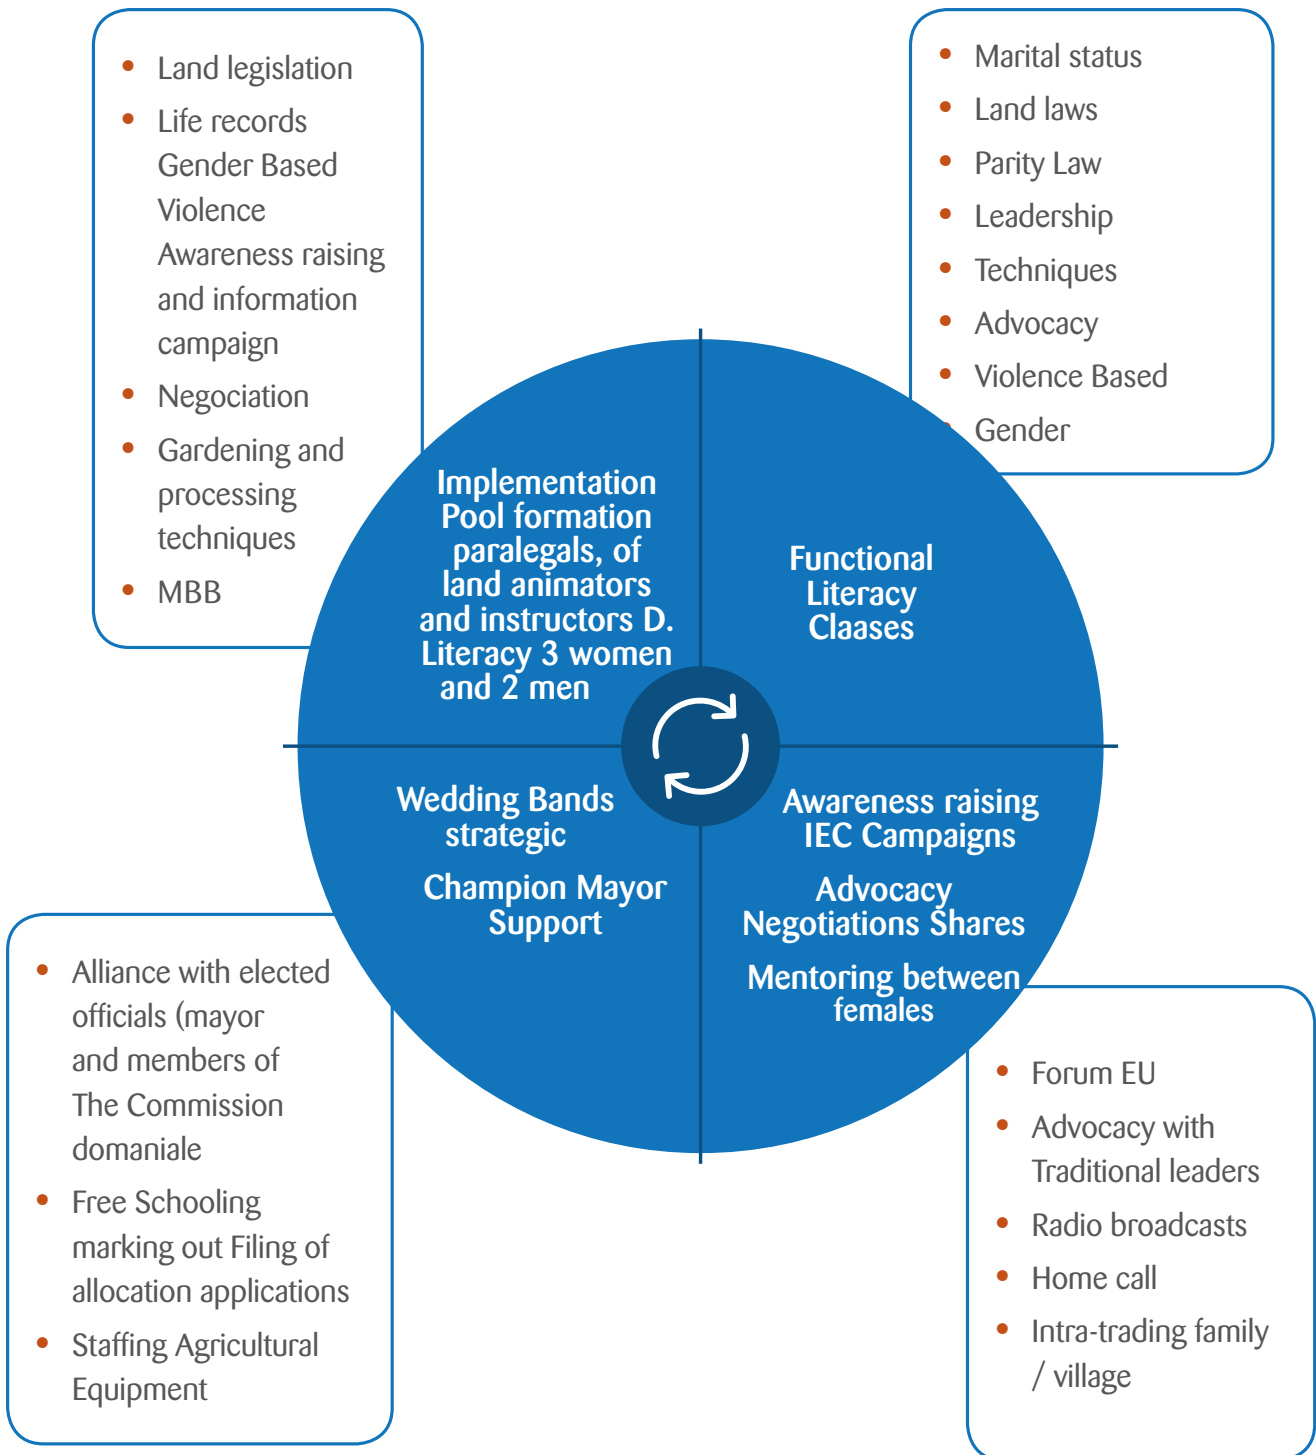 • Land legislation
• Life records
Gender Based
Violence
Awareness raising
and information
campaign
• Negociation
• Gardening and
processing
techniques
• MBB
• Marital status
• Land laws
• Parity Law
• Leadership
• Techniques
• Advocacy
• Violence Based
• Gender
Implementation
Pool formation
paralegals, of
land animators
and instructors D.
Literacy 3 women
and 2 men
Functional
Literacy
Claases
Wedding Bands
strategic
Champion Mayor
Support
Awareness raising
IEC Campaigns
Advocacy
Negotiations Shares
Mentoring between
females
• Alliance with elected
officials (mayor
and members of
The Commission
domaniale
• Free Schooling
marking out Filing of
allocation applications
• Staffing Agricultural
Equipment
• Forum EU
• Advocacy with
Traditional leaders
• Radio broadcasts
• Home call
• Intra-trading family
/ village